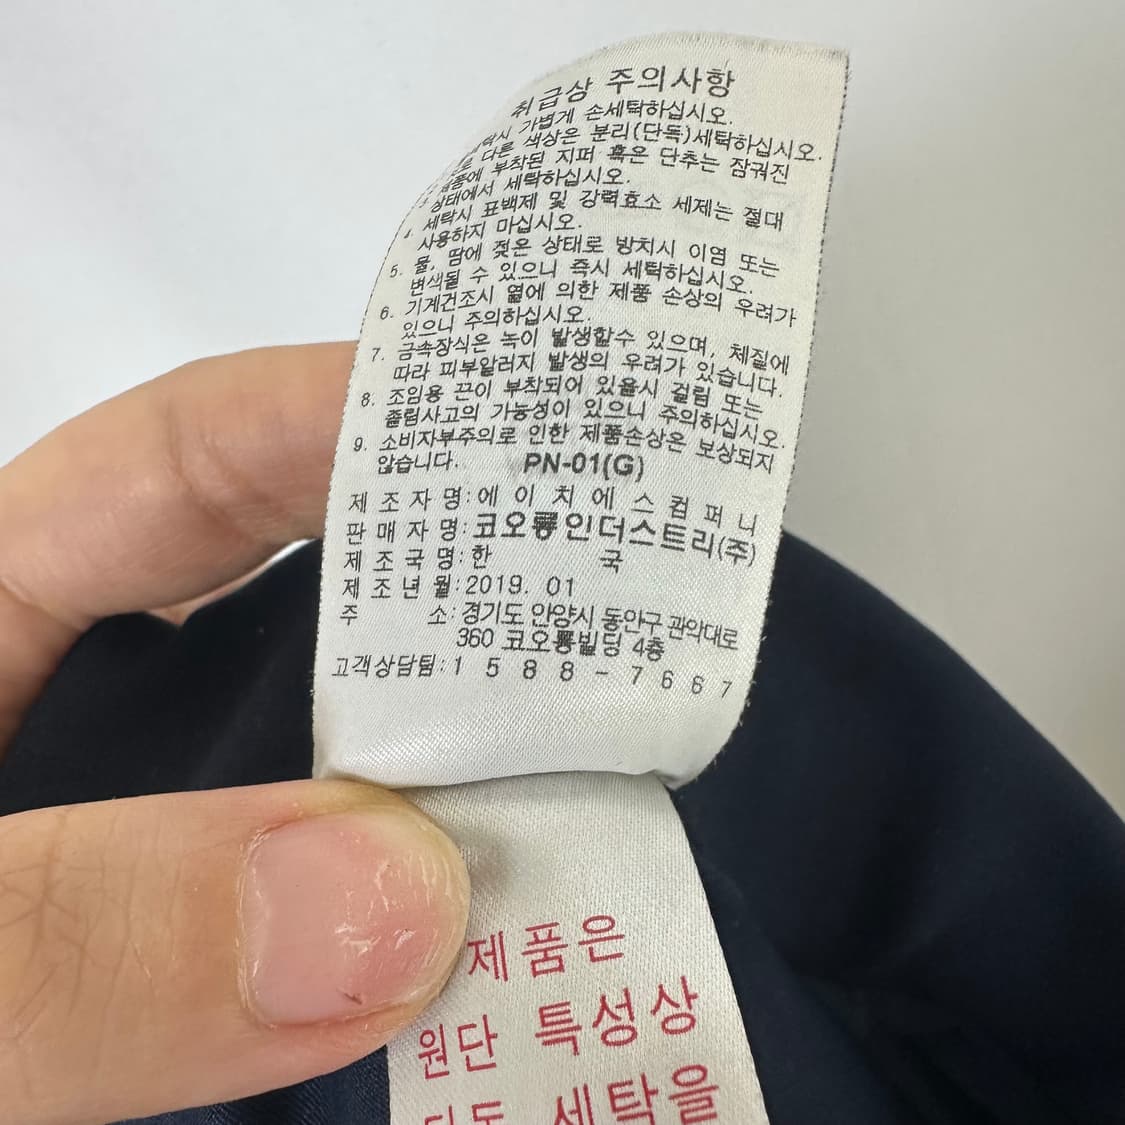 취급상 주의사항
가볍게 손세탁하십시오.
다른 색상은 분리(단독)세탁하십시오.
부착된 지퍼 혹은 단추는 잠궈진
상태에서 세탁하십시오.
4. 세탁시 표백제 및 강력효소 세제는 절대
사용하지 마십시오.
5. 물, 땀에 젖은 상태로 방치시 이염 또는
변색될 수 있으니 즉시 세탁하십시오.
6. 기계건조시 열에 의한 제품 손상의 우려가
있으니 주의하십시오.
7. 금속장식은 녹이 발생할수 있으며, 체질에
따라 피부알러지 발생의 우려가 있습니다.
8. 조임용 끈이 부착되어 있을시 걸림 또는
졸림사고의 가능성이 있으니 주의하십시오.
9. 소비자부주의로 인한 제품손상은 보상되지
않습니다. PN-01(G)
제조자명:에이치에스컴퍼니
판매자명:코오롱인더스트리(주)
제조국명:한 국
제조년월:2019. 01
주 소:경기도 안양시 동안구 관악대로
360 코오롱빌딩 4층
고객상담팀:1588-7667
제품은
원단 특성상
세탁을